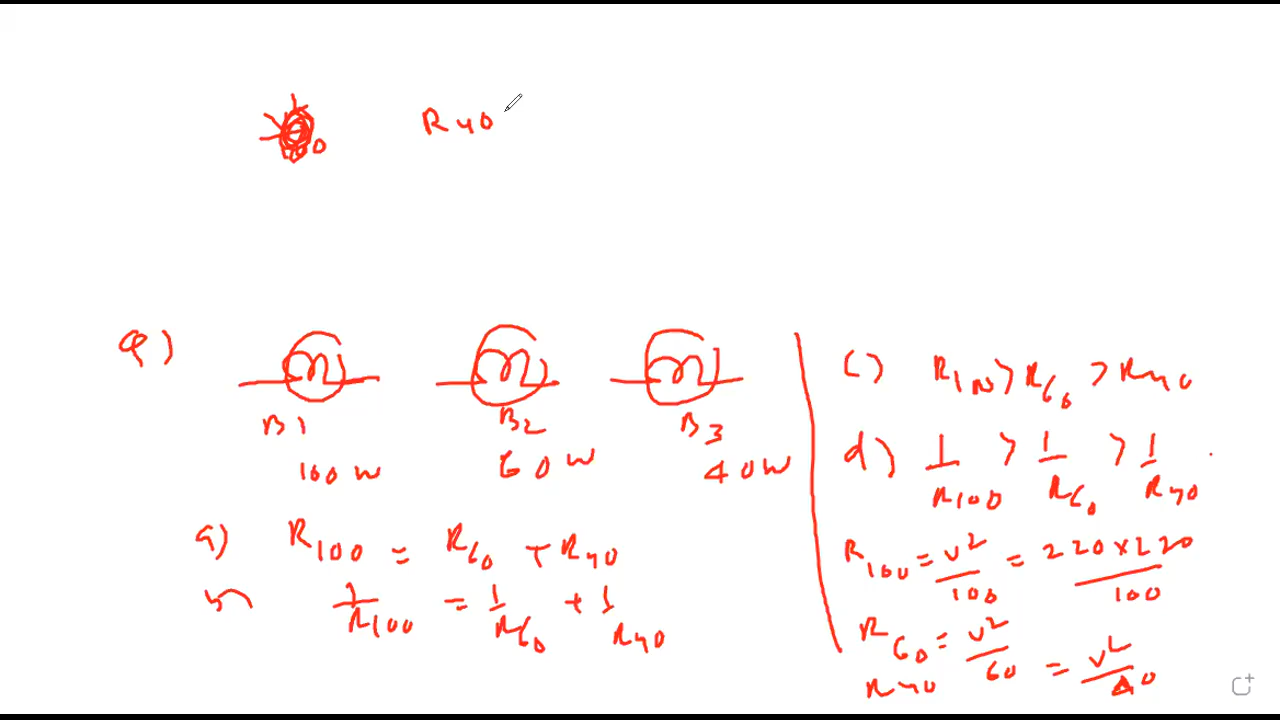 R40
Q)
B1
B2
B3
100 W
60 W
40W
a) R100 = R60 + R40
b) 1/R100 = 1/R60 + 1/R40
c) R100 > R60 > R40
d) 1/R100 > 1/R60 > 1/R40
R100 = V²/100 = 220×220/100
R60 = V²/60
R40 = V²/40